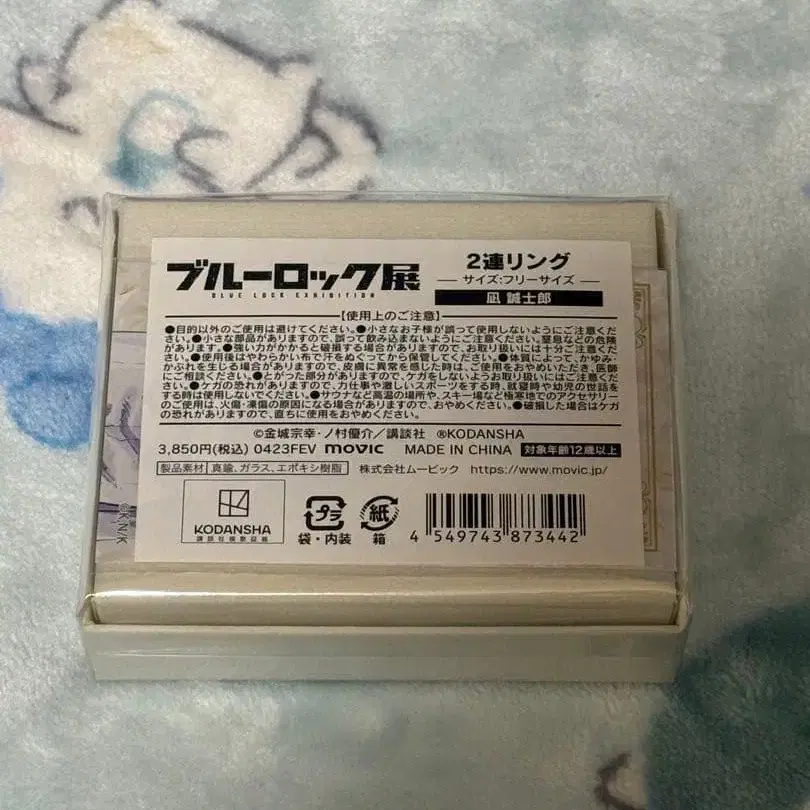 ブルーロック展
BLUE LOCK EXHIBITION
2連リング
サイズ:フリーサイズ
凪 誠士郎
【使用上のご注意】
●目的以外のご使用は避けてください。●小さなお子様が誤って使用しないようにご注意くださ
い。●小さな部品がありますので、誤って飲み込まないようにご注意ください。窒息などの危険
があります。●強い力がかかると破損する場合がありますので、お取り扱いには十分ご注意くだ
さい。●使用後はやわらかい布で汗をぬぐってから保管してください。●体質によって、かゆみ・
かぶれを生じる場合がありますので、皮膚に異常を感じた時は、ご使用をおやめいただき、医師
にご相談ください。●とがった部分がありますので、ケガをしないようお取り扱いにはご注意くださ
い。●ケガの恐れがありますので、力仕事や激しいスポーツをする時、就寝時や幼児の世話を
する時は使用しないでください。●サウナなど高温の場所や、スキー場など極寒地でのアクセサリー
のご使用は、火傷・凍傷の原因になる場合がありますので、おやめください。●破損した場合はケガ
の恐れがありますので、直ちに使用をおやめください。
©金城宗幸・ノ村優介/講談社 ®KODANSHA
3,850円(税込) 0423FEV movic MADE IN CHINA 対象年齢12歳以上
製品素材 真鍮、ガラス、エポキシ樹脂 株式会社ムービック https://www.movic.jp/
KODANSHA
プラ
袋・内装
紙
箱
4 549743 873442
©K,N/K